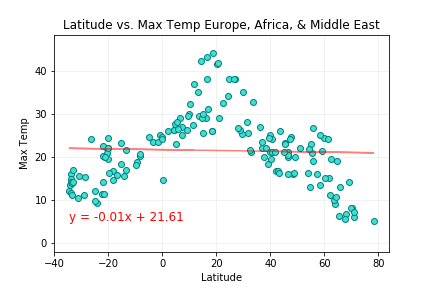 Latitude vs. Max Temp Europe, Africa, & Middle East
Max Temp
40
30
20
10
0
y = -0.01x + 21.61
−40 −20 0 20 40 60 80
Latitude